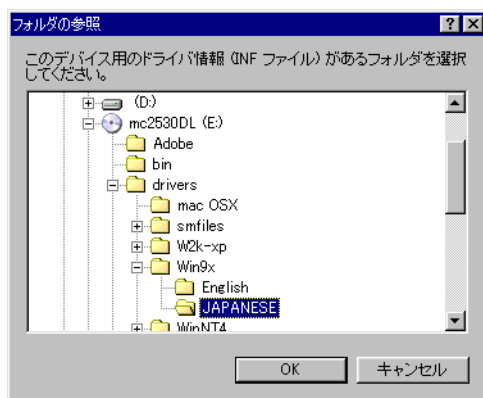 フォルダの参照
このデバイス用のドライバ情報 (INF ファイル) があるフォルダを選択
してください。
(D:)
mc2530DL (E:)
Adobe
bin
drivers
mac OSX
smfiles
W2k-xp
Win9x
English
JAPANESE
WinNT4
OK キャンセル